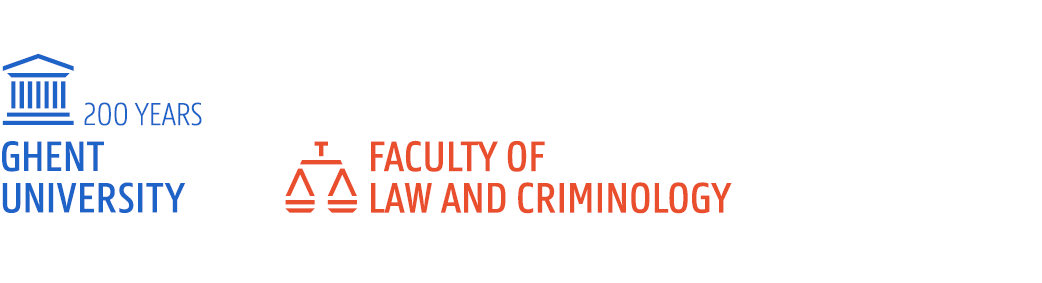 200 YEARS
GHENT
UNIVERSITY
FACULTY OF
LAW AND CRIMINOLOGY